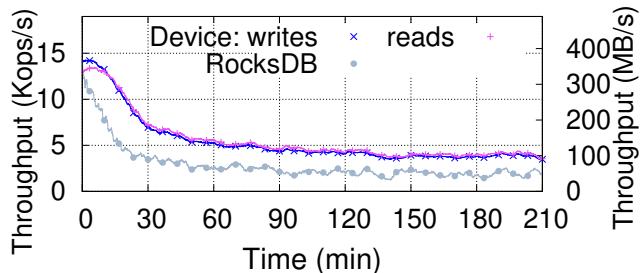 Throughput (Kops/s)
15
10
5
0
Device: writes
reads
RocksDB
400
300
200
100
0
Throughput (MB/s)
0 30 60 90 120 150 180 210
Time (min)